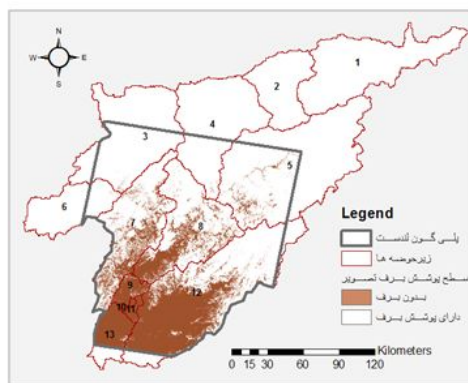 N
W E
S
1
2
3
4
5
6
7
8
9
10 11
12
13
Legend
پلی گون لندست
زیرحوضه ها
سطح پوشش برف تصویر
بدون برف
دارای پوشش برف
Kilometers
0 15 30 60 90 120